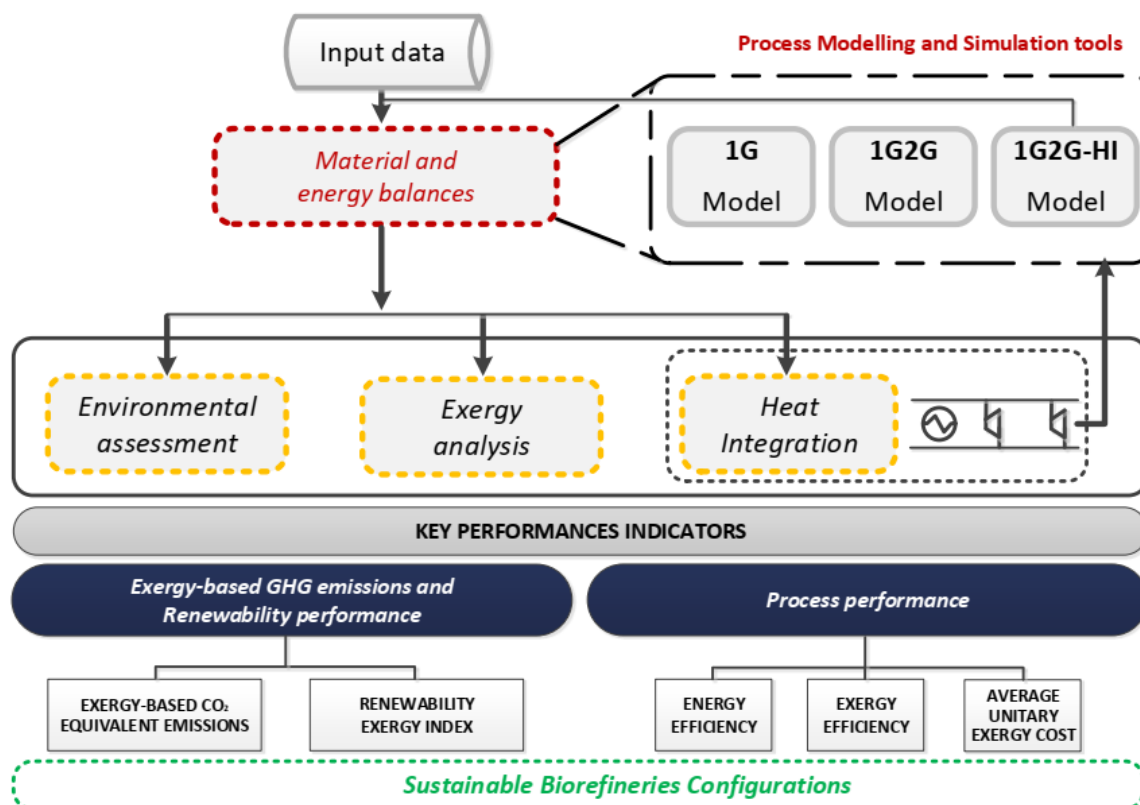 Input data
Process Modelling and Simulation tools
Material and
energy balances
1G
Model
1G2G
Model
1G2G-HI
Model
Environmental
assessment
Exergy
analysis
Heat
Integration
KEY PERFORMANCES INDICATORS
Exergy-based GHG emissions and
Renewability performance
Process performance
EXERGY-BASED CO₂
EQUIVALENT EMISSIONS
RENEWABILITY
EXERGY INDEX
ENERGY
EFFICIENCY
EXERGY
EFFICIENCY
AVERAGE
UNITARY
EXERGY COST
Sustainable Biorefineries Configurations